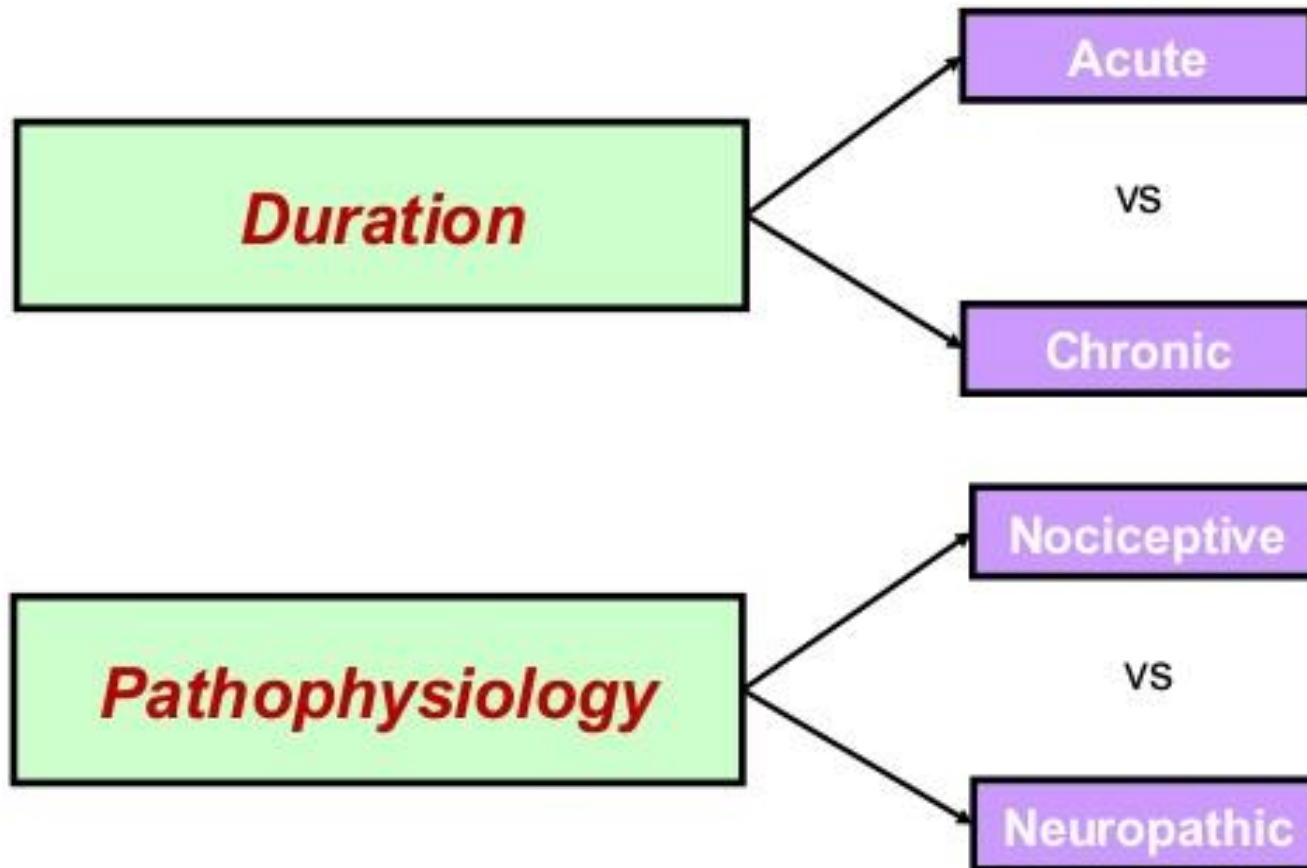 Duration
Acute
vs
Chronic
Pathophysiology
Nociceptive
vs
Neuropathic